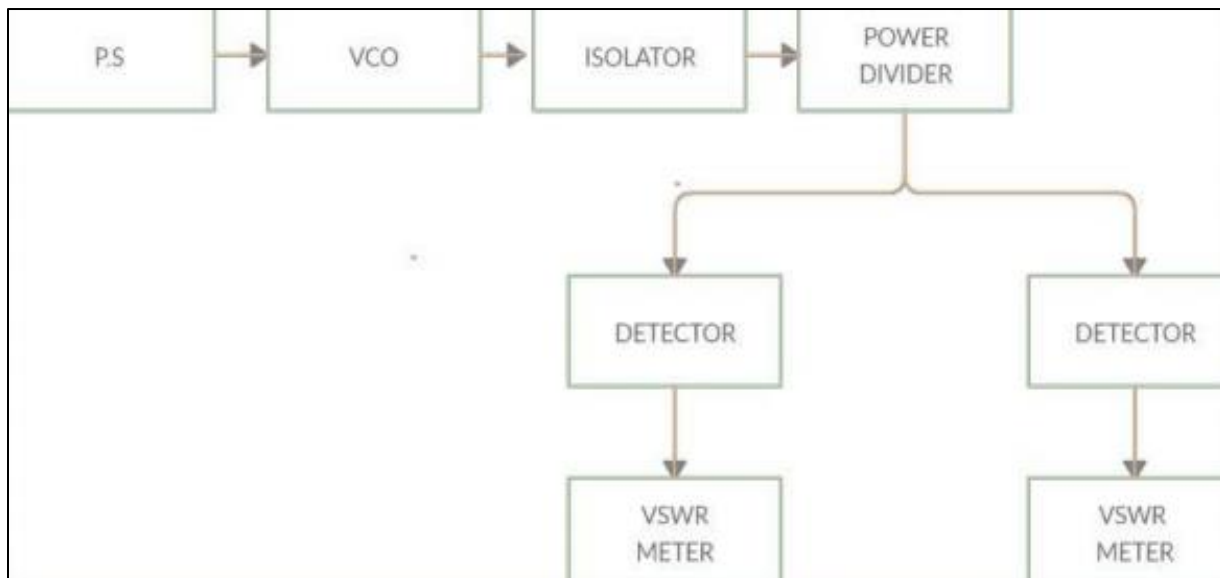 P.S
VCO
ISOLATOR
POWER
DIVIDER
DETECTOR
DETECTOR
VSWR
METER
VSWR
METER